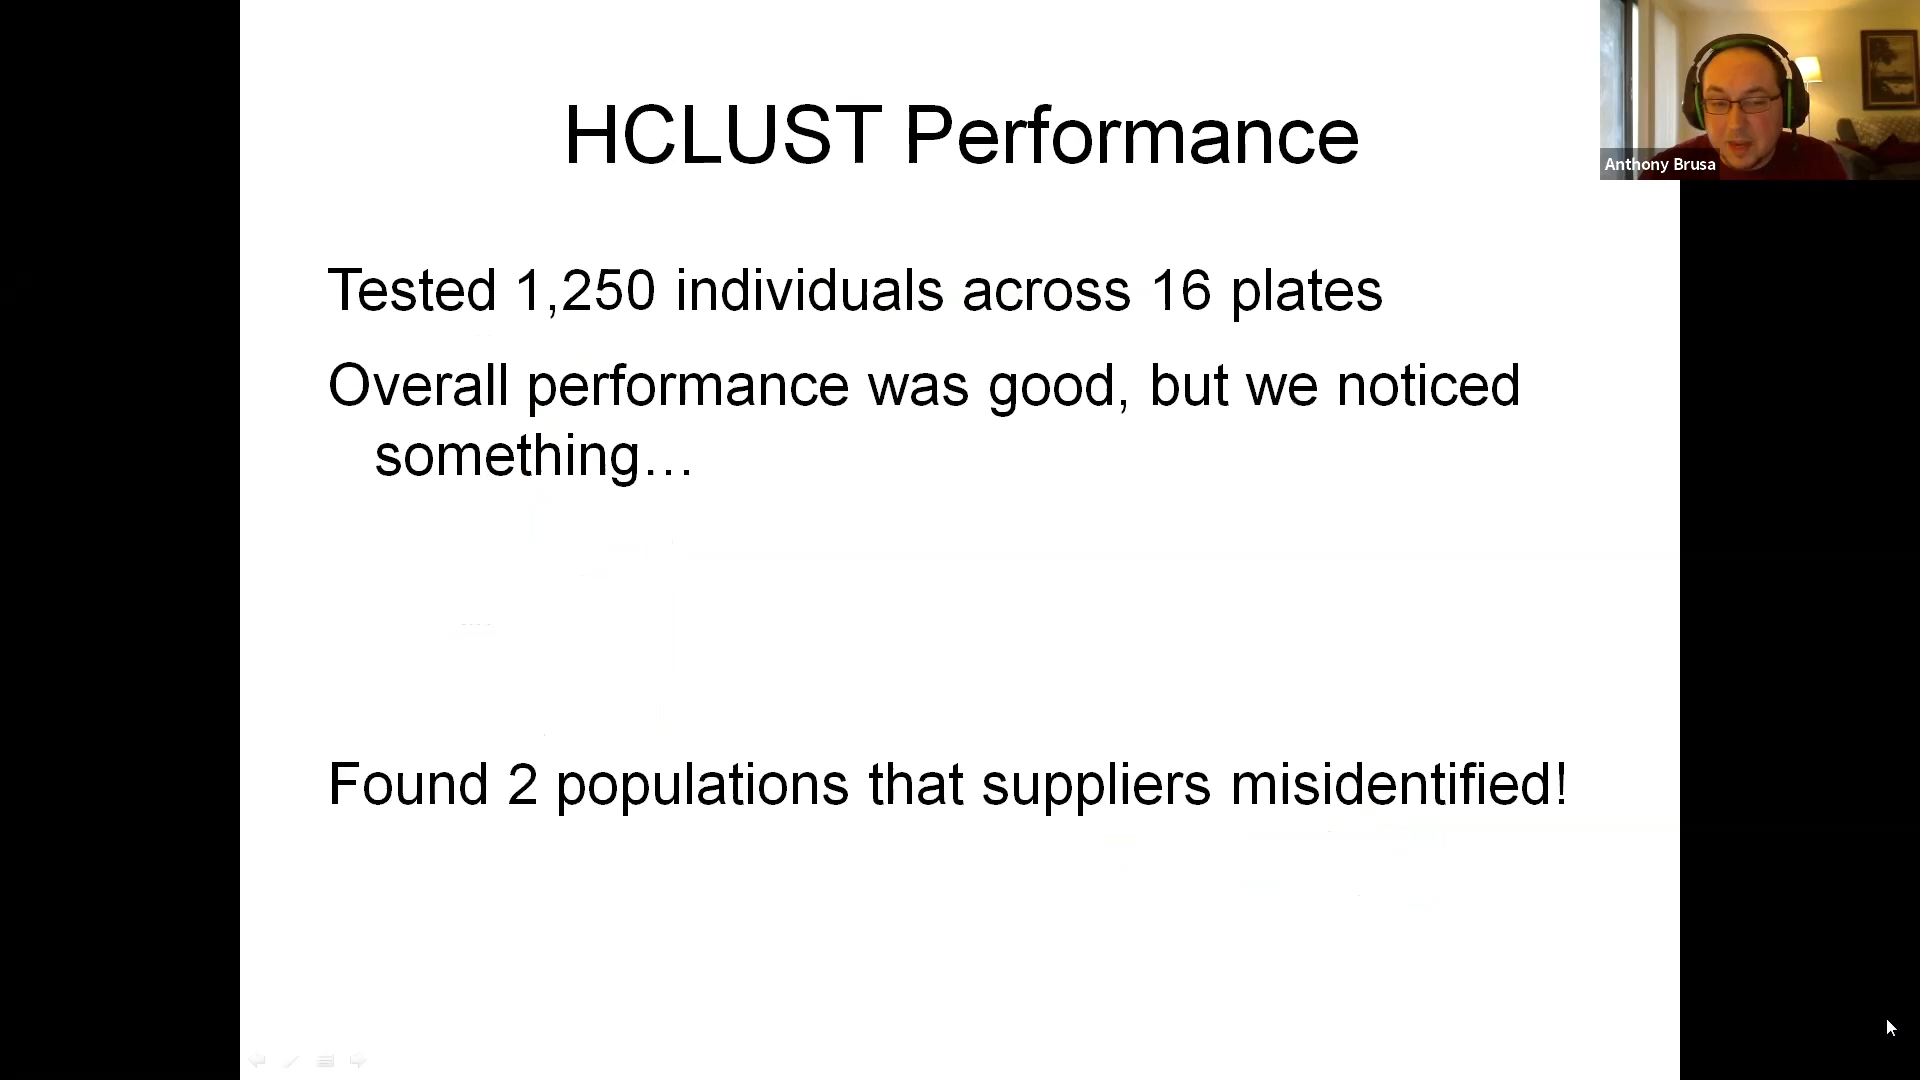 HCLUST Performance
Anthony Brusa
Tested 1,250 individuals across 16 plates
Overall performance was good, but we noticed
something…
Found 2 populations that suppliers misidentified!